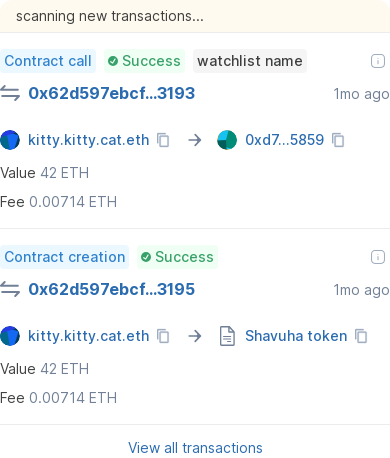 scanning new transactions...
Contract call Success watchlist name
0x62d597ebcf...3193 1mo ago
kitty.kitty.cat.eth 0xd7...5859
Value 42 ETH
Fee 0.00714 ETH
Contract creation Success
0x62d597ebcf...3195 1mo ago
kitty.kitty.cat.eth Shavuha token
Value 42 ETH
Fee 0.00714 ETH
View all transactions